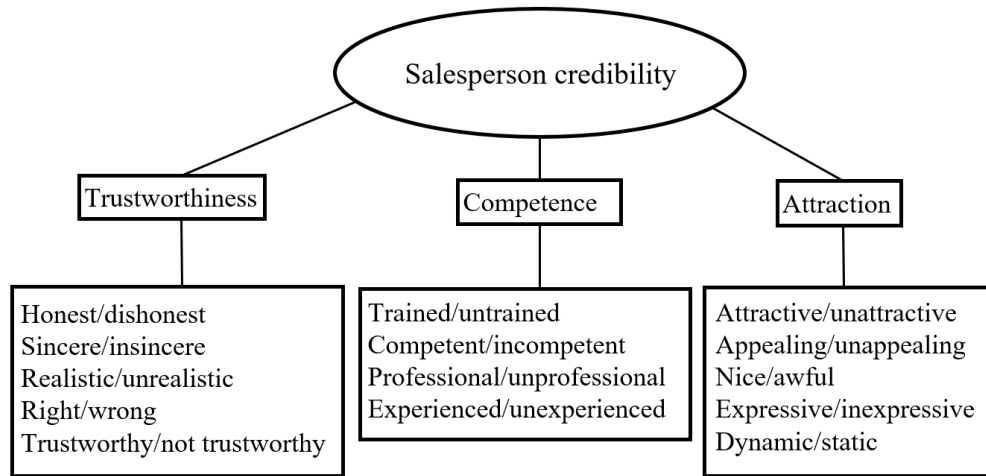 Salesperson credibility
Trustworthiness
Competence
Attraction
Honest/dishonest
Sincere/insincere
Realistic/unrealistic
Right/wrong
Trustworthy/not trustworthy
Trained/untrained
Competent/incompetent
Professional/unprofessional
Experienced/unexperienced
Attractive/unattractive
Appealing/unappealing
Nice/awful
Expressive/inexpressive
Dynamic/static